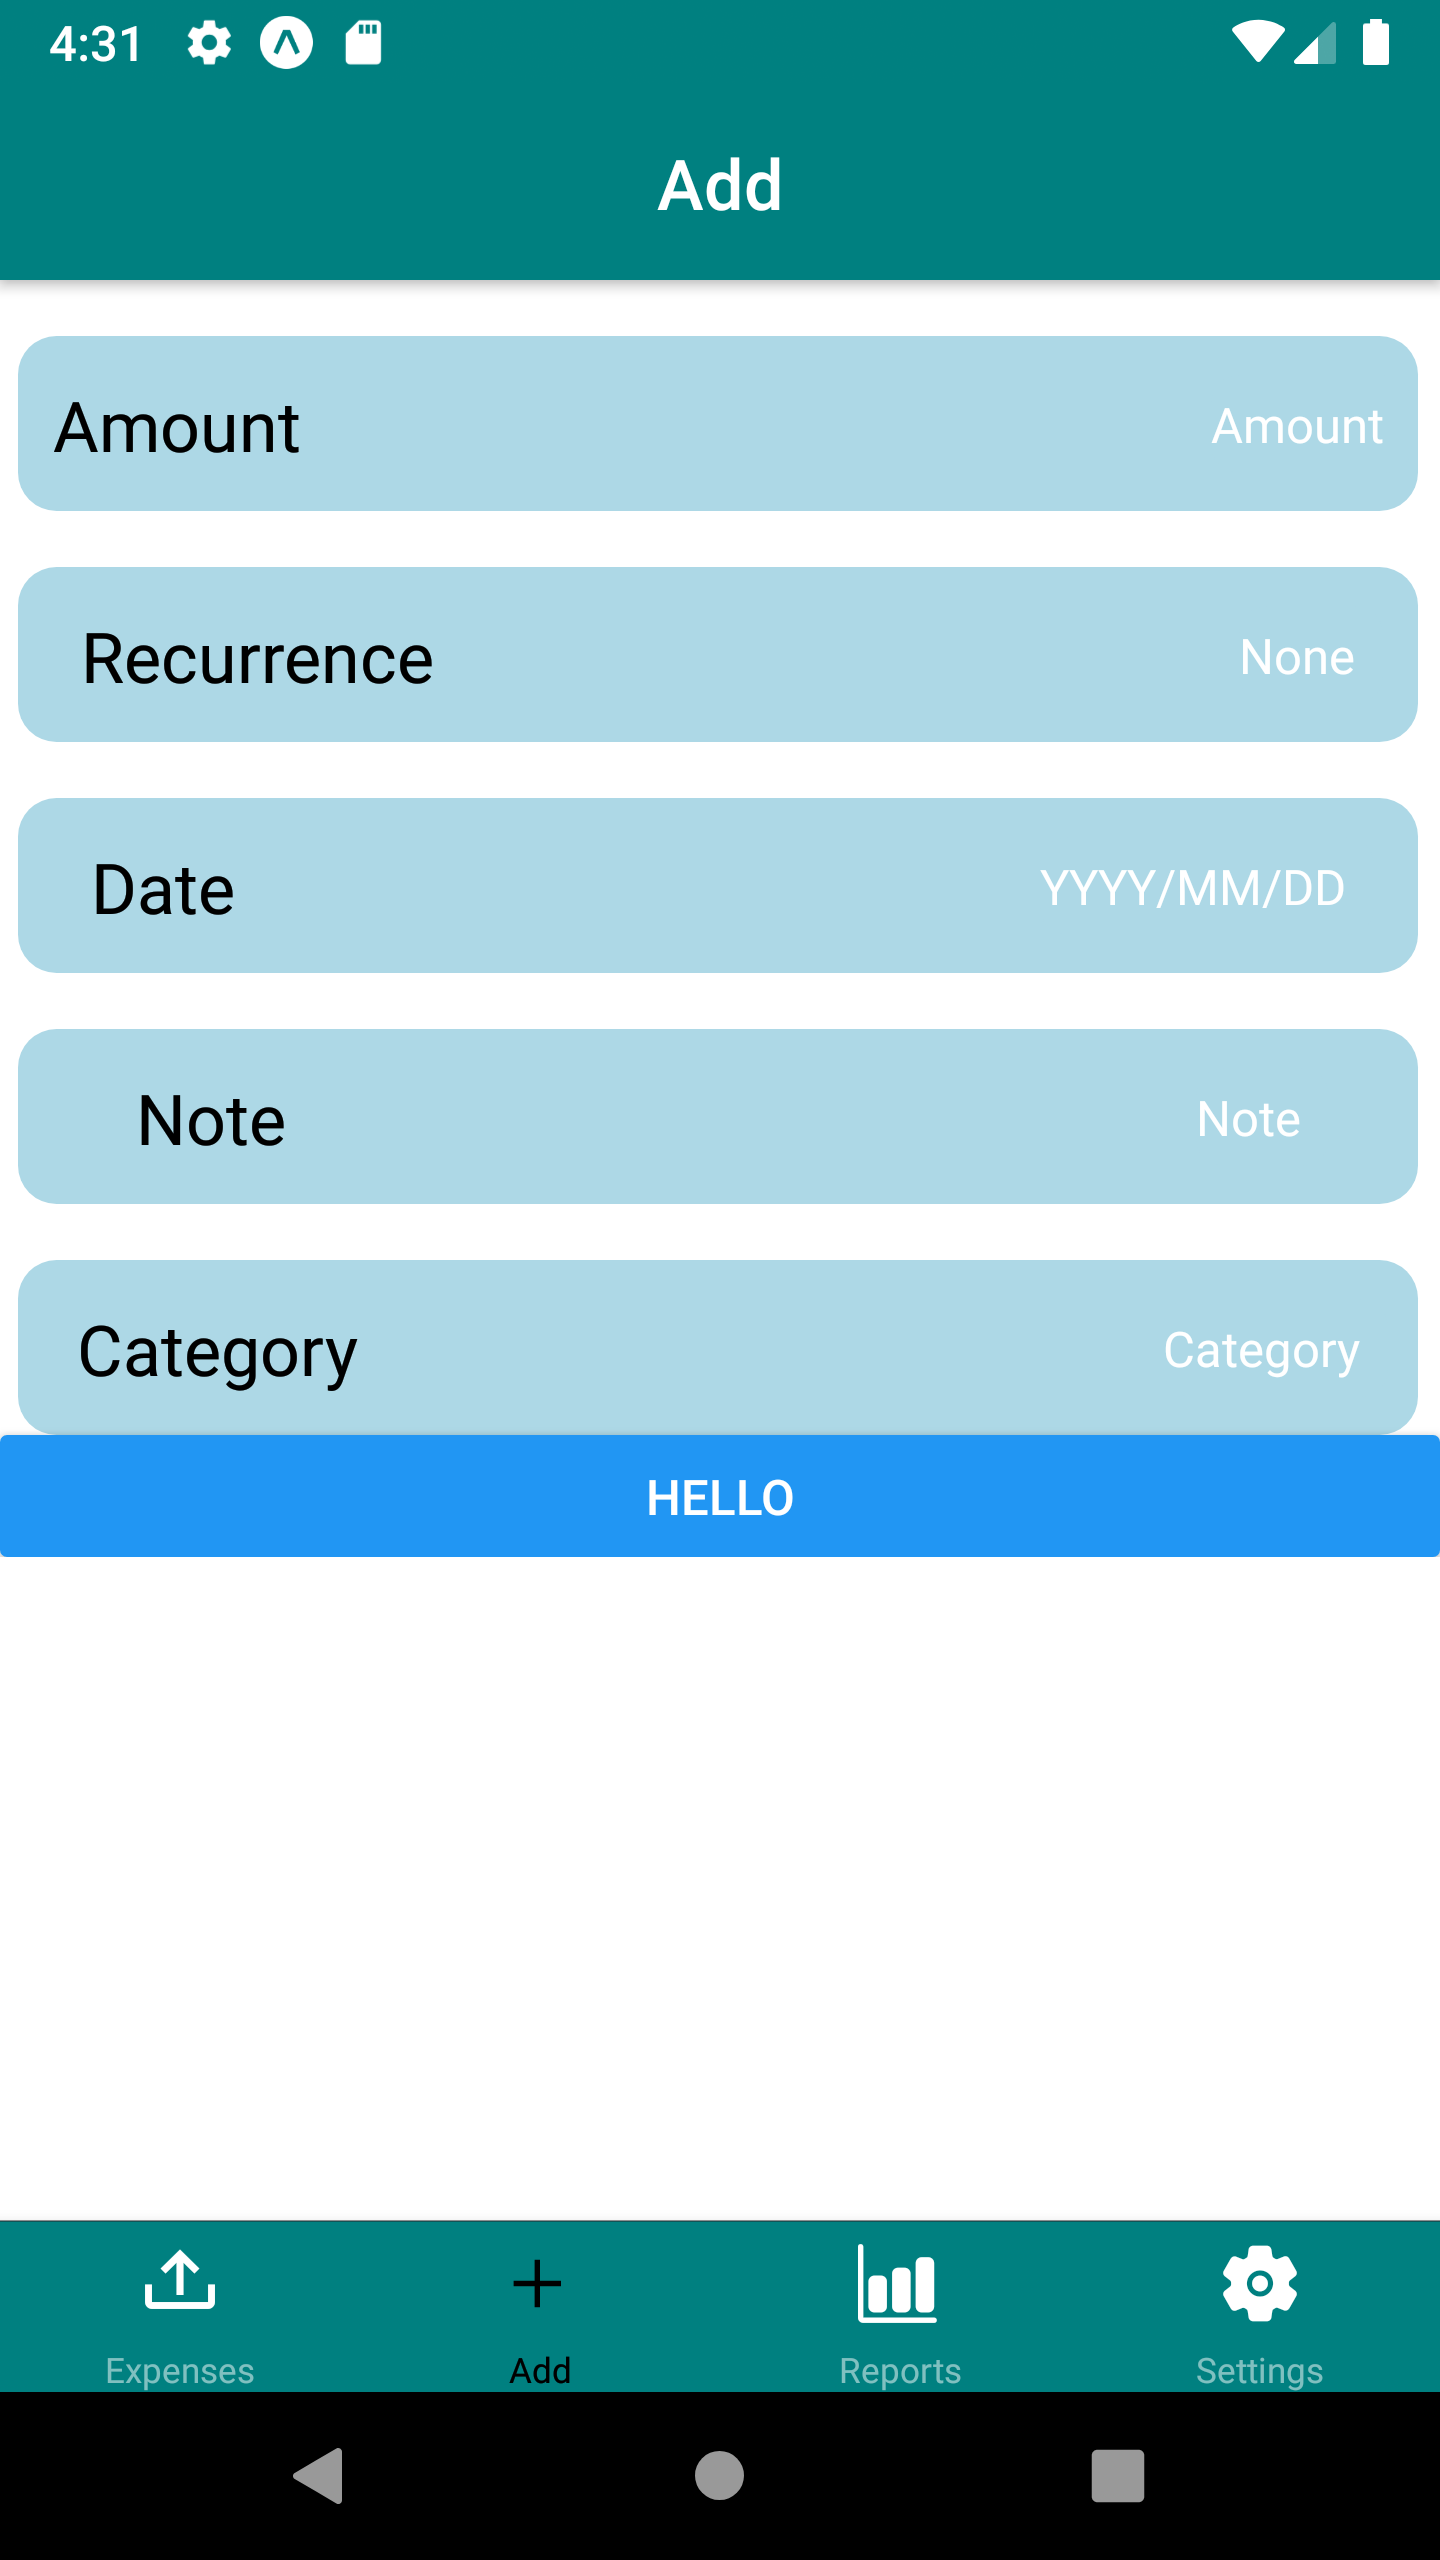 4:31
Add
Amount Amount
Recurrence None
Date YYYY/MM/DD
Note Note
Category Category
HELLO
Expenses Add Reports Settings